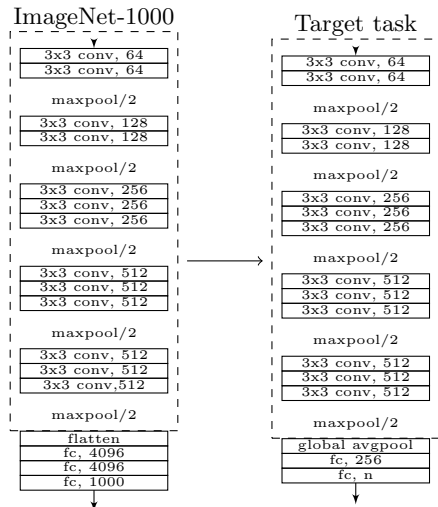 ImageNet-1000
3x3 conv, 64
3x3 conv, 64
maxpool/2
3x3 conv, 128
3x3 conv, 128
maxpool/2
3x3 conv, 256
3x3 conv, 256
3x3 conv, 256
maxpool/2
3x3 conv, 512
3x3 conv, 512
3x3 conv, 512
maxpool/2
3x3 conv, 512
3x3 conv, 512
3x3 conv,512
maxpool/2
flatten
fc, 4096
fc, 4096
fc, 1000
Target task
3x3 conv, 64
3x3 conv, 64
maxpool/2
3x3 conv, 128
3x3 conv, 128
maxpool/2
3x3 conv, 256
3x3 conv, 256
3x3 conv, 256
maxpool/2
3x3 conv, 512
3x3 conv, 512
3x3 conv, 512
maxpool/2
3x3 conv, 512
3x3 conv, 512
3x3 conv, 512
maxpool/2
global avgpool
fc, 256
fc, n